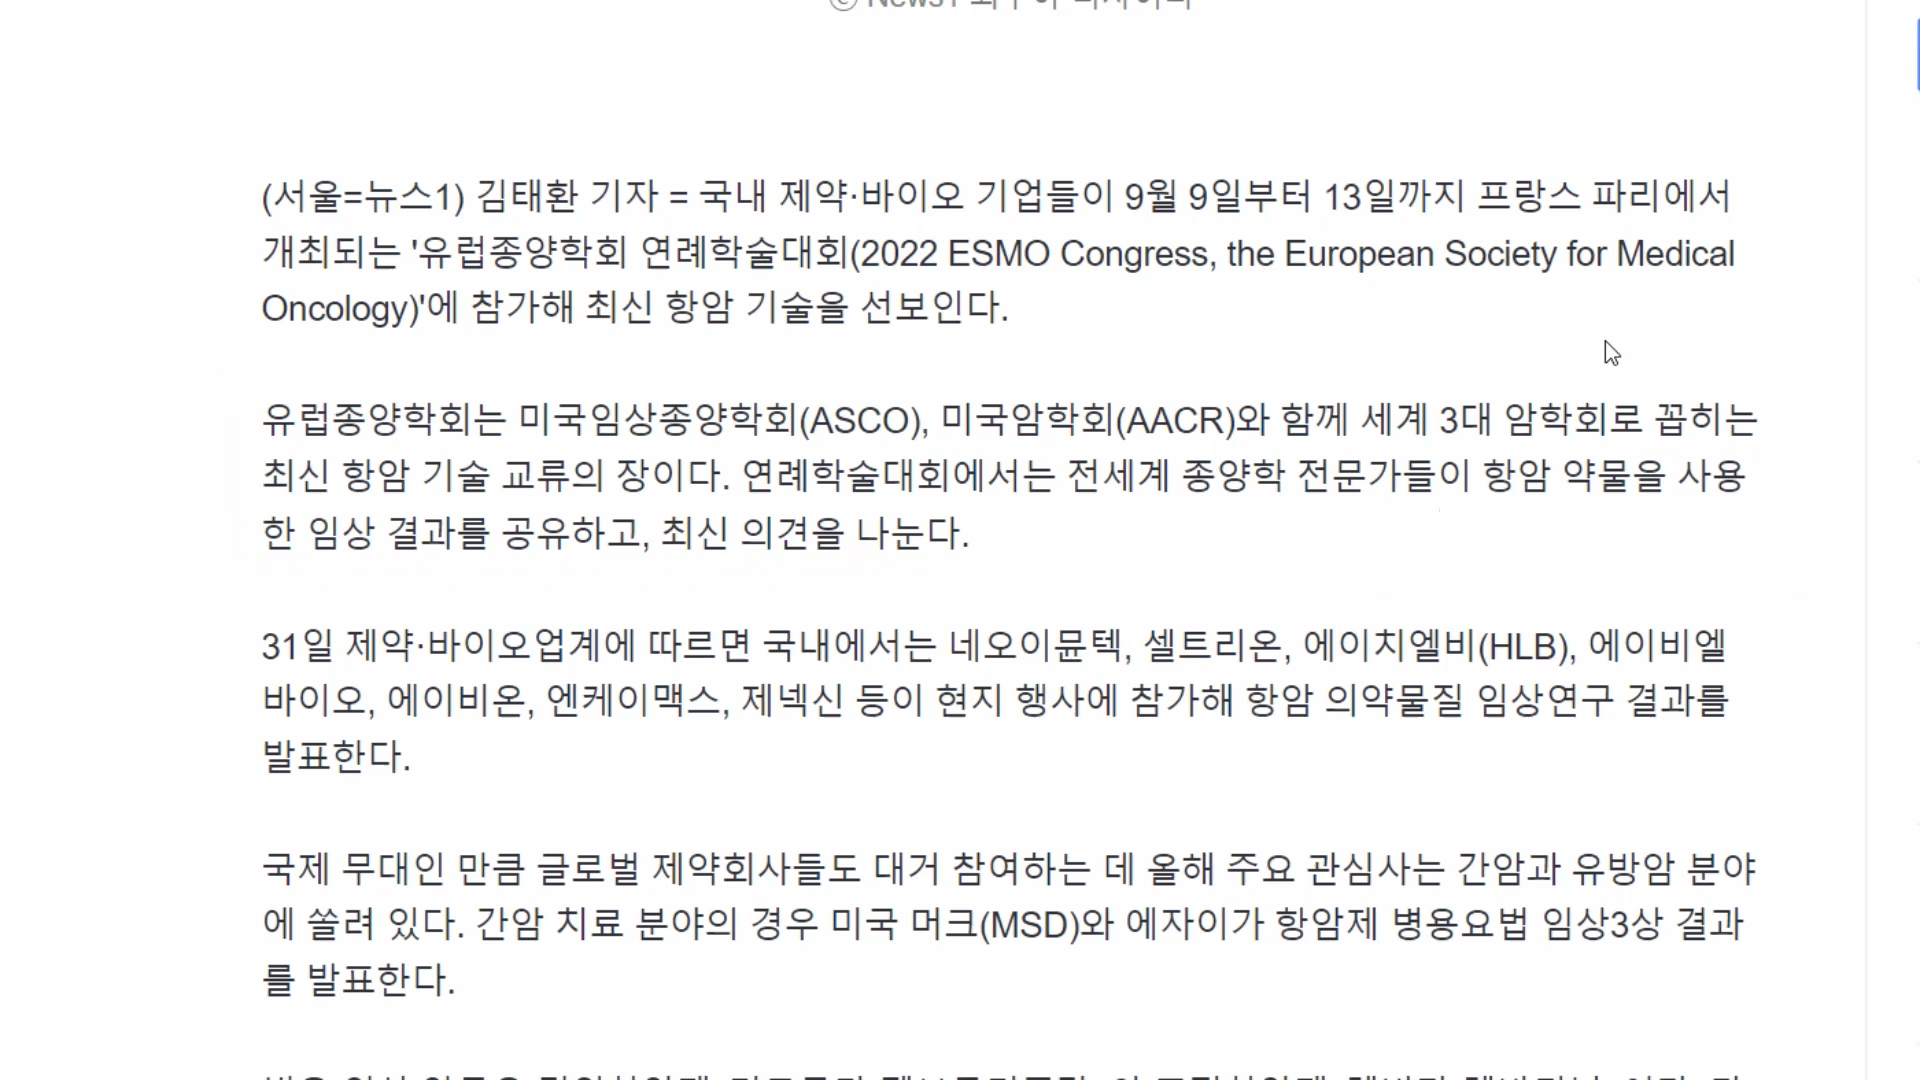 (서울=뉴스1) 김태환 기자 = 국내 제약·바이오 기업들이 9월 9일부터 13일까지 프랑스 파리에서
개최되는 '유럽종양학회 연례학술대회(2022 ESMO Congress, the European Society for Medical
Oncology)'에 참가해 최신 항암 기술을 선보인다.
유럽종양학회는 미국임상종양학회(ASCO), 미국암학회(AACR)와 함께 세계 3대 암학회로 꼽히는
최신 항암 기술 교류의 장이다. 연례학술대회에서는 전세계 종양학 전문가들이 항암 약물을 사용
한 임상 결과를 공유하고, 최신 의견을 나눈다.
31일 제약·바이오업계에 따르면 국내에서는 네오이뮨텍, 셀트리온, 에이치엘비(HLB), 에이비엘
바이오, 에이비온, 엔케이맥스, 제넥신 등이 현지 행사에 참가해 항암 의약물질 임상연구 결과를
발표한다.
국제 무대인 만큼 글로벌 제약회사들도 대거 참여하는 데 올해 주요 관심사는 간암과 유방암 분야
에 쏠려 있다. 간암 치료 분야의 경우 미국 머크(MSD)와 에자이가 항암제 병용요법 임상3상 결과
를 발표한다.